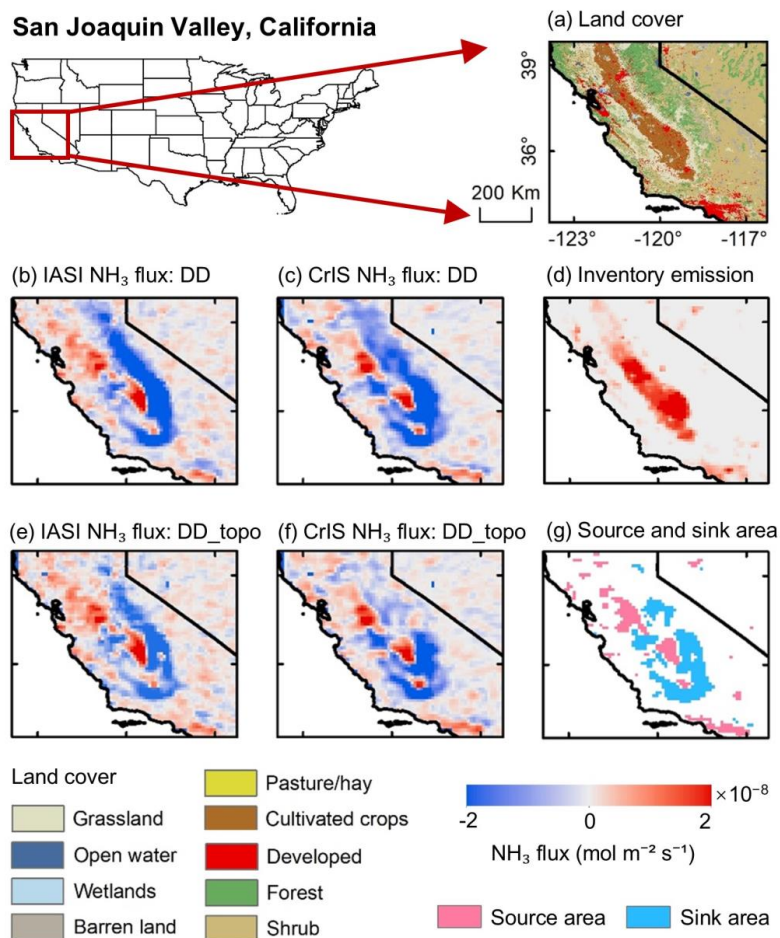 San Joaquin Valley, California
(a) Land cover
39°
36°
200 Km
-123° -120° -117°
(b) IASI NH₃ flux: DD
(c) CrIS NH₃ flux: DD
(d) Inventory emission
(e) IASI NH₃ flux: DD_topo
(f) CrIS NH₃ flux: DD_topo
(g) Source and sink area
Land cover
Grassland
Open water
Wetlands
Barren land
Pasture/hay
Cultivated crops
Developed
Forest
Shrub
×10⁻⁸
-2 0 2
NH₃ flux (mol m⁻² s⁻¹)
Source area
Sink area